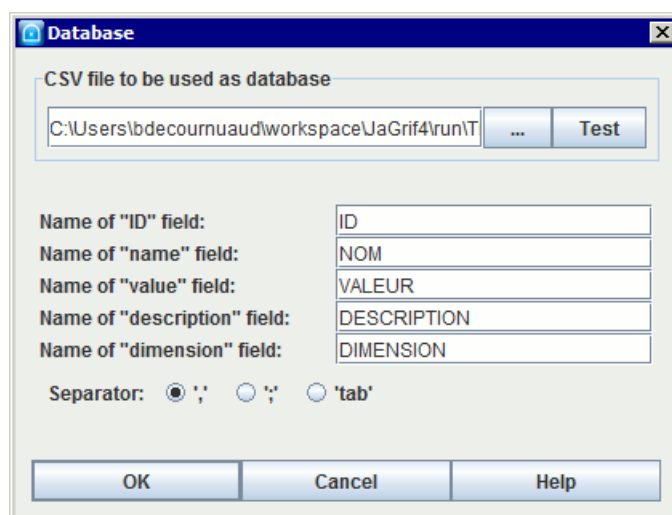 Database
CSV file to be used as database
C:\Users\bdecournuaud\workspace\JaGrif4\run\T ... Test
Name of "ID" field: ID
Name of "name" field: NOM
Name of "value" field: VALEUR
Name of "description" field: DESCRIPTION
Name of "dimension" field: DIMENSION
Separator: ',' ';' 'tab'
OK Cancel Help